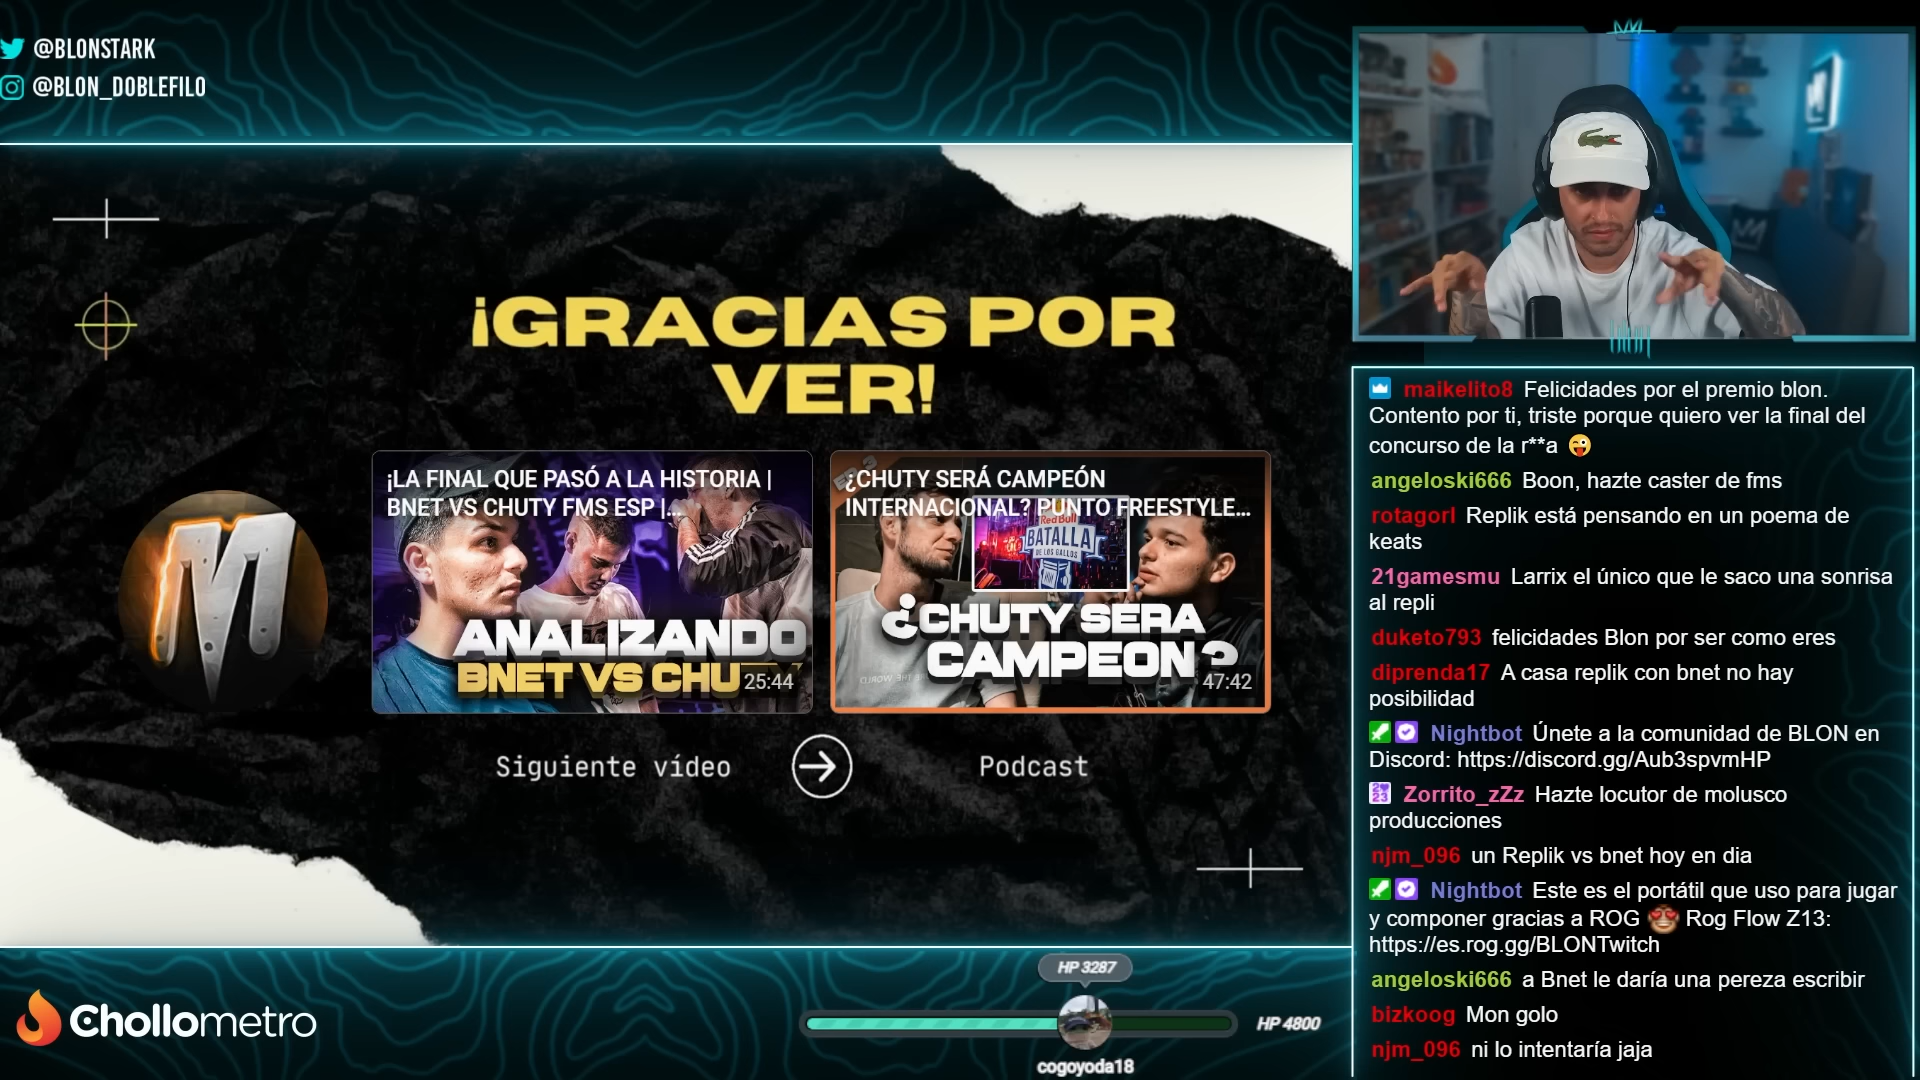 @BLONSTARK
@BLON_DOBLEFILO
¡GRACIAS POR
VER!
¡LA FINAL QUE PASÓ A LA HISTORIA |
BNET VS CHUTY FMS ESP |...
ANALIZANDO
BNET VS CHU
25:44
¿CHUTY SERÁ CAMPEÓN
INTERNACIONAL? PUNTO FREESTYLE...
Red Bull
BATALLA
DE LOS GALLOS
¿CHUTY SERA
CAMPEON?
47:42
Siguiente vídeo
Podcast
maikelito8 Felicidades por el premio blon.
Contento por ti, triste porque quiero ver la final del
concurso de la r**a 😜
angeloski666 Boon, hazte caster de fms
rotagorl Replik está pensando en un poema de
keats
21gamesmu Larrix el único que le saco una sonrisa
al repli
duketo793 felicidades Blon por ser como eres
diprenda17 A casa replik con bnet no hay
posibilidad
Nightbot Únete a la comunidad de BLON en
Discord: https://discord.gg/Aub3spvmHP
Zorrito_zZz Hazte locutor de molusco
producciones
njm_096 un Replik vs bnet hoy en dia
Nightbot Este es el portátil que uso para jugar
y componer gracias a ROG Rog Flow Z13:
https://es.rog.gg/BLONTwitch
angeloski666 a Bnet le daría una pereza escribir
bizkoog Mon golo
njm_096 ni lo intentaría jaja
Chollometro
HP 3287
HP 4800
cogoyoda18